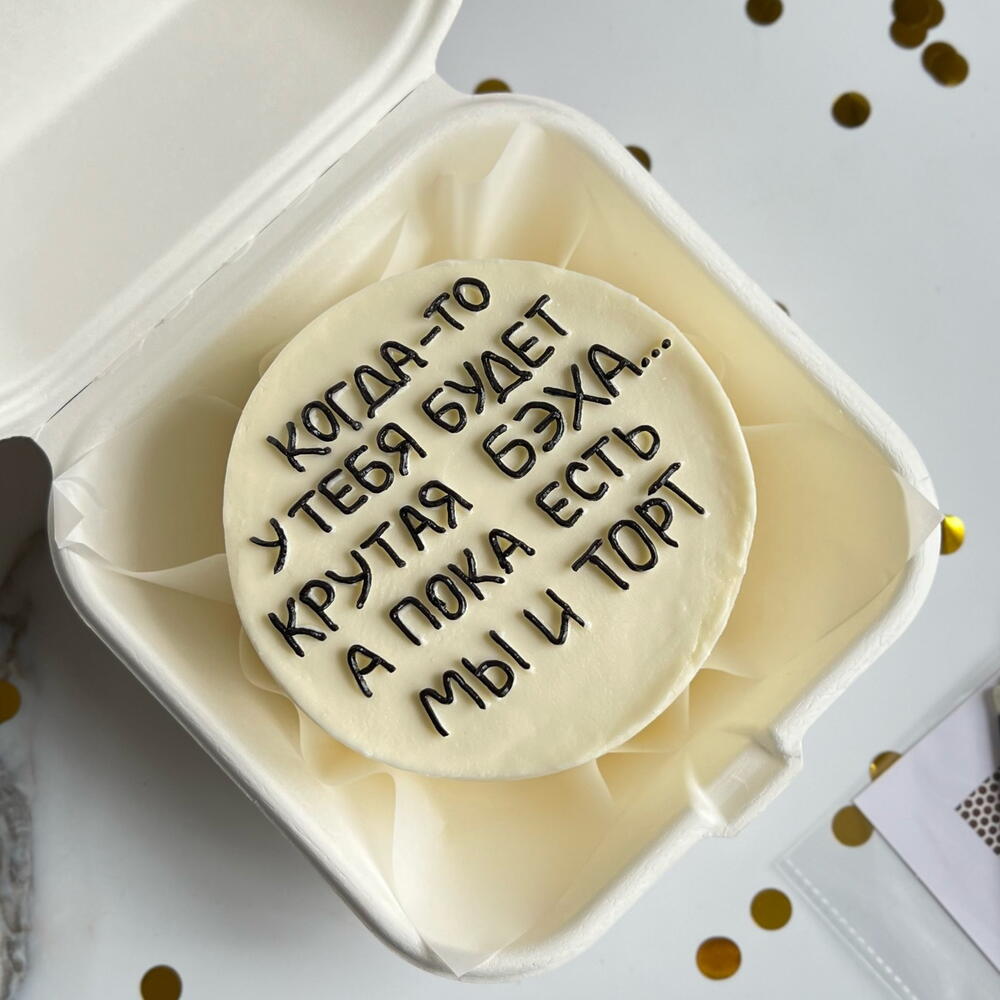 КОГДА-ТО
У ТЕБЯ БУДЕТ
КРУТАЯ БЭХА...
А ПОКА ЕСТЬ
МЫ И ТОРТ